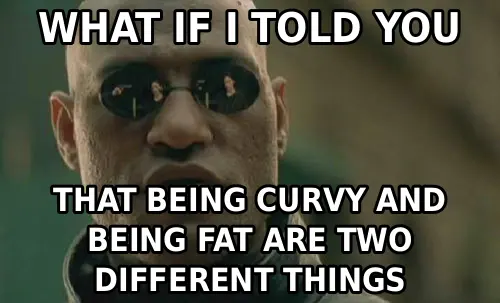 WHAT IF I TOLD YOU
THAT BEING CURVY AND
BEING FAT ARE TWO
DIFFERENT THINGS